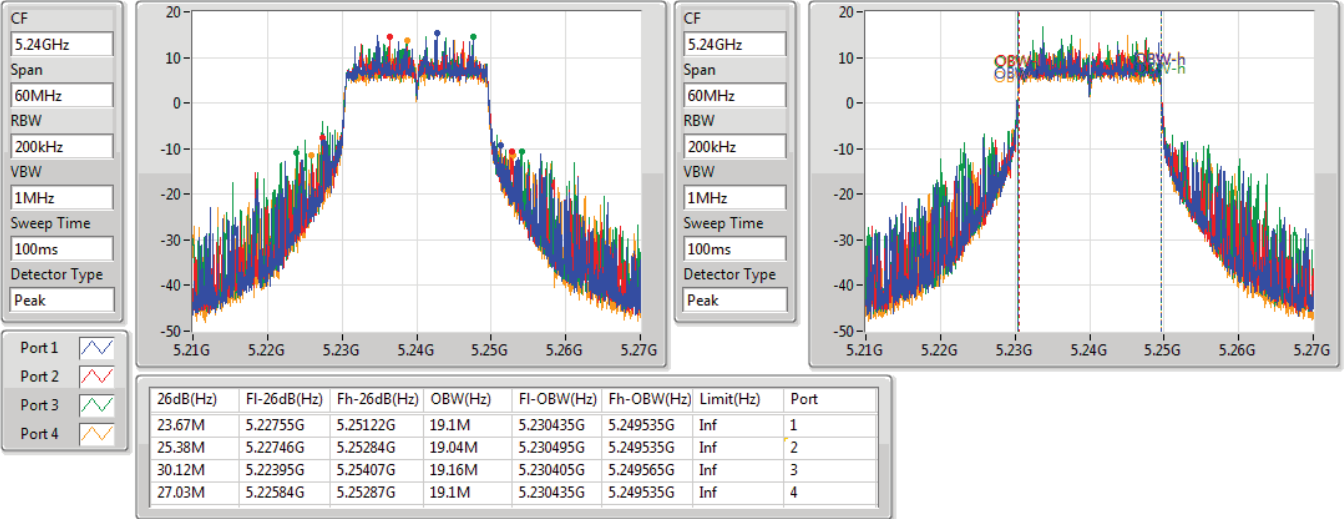 CF
5.24GHz
Span
60MHz
RBW
200kHz
VBW
1MHz
Sweep Time
100ms
Detector Type
Peak
20
10
0
-10
-20
-30
-40
-50
5.21G 5.22G 5.23G 5.24G 5.25G 5.26G 5.27G
CF
5.24GHz
Span
60MHz
RBW
200kHz
VBW
1MHz
Sweep Time
100ms
Detector Type
Peak
20
10
0
-10
-20
-30
-40
-50
OBW-h
5.21G 5.22G 5.23G 5.24G 5.25G 5.26G 5.27G
Port 1
Port 2
Port 3
Port 4
26dB(Hz) Fl-26dB(Hz) Fh-26dB(Hz) OBW(Hz) Fl-OBW(Hz) Fh-OBW(Hz) Limit(Hz) Port
23.67M 5.22755G 5.25122G 19.1M 5.230435G 5.249535G Inf 1
25.38M 5.22746G 5.25284G 19.04M 5.230495G 5.249535G Inf 2
30.12M 5.22395G 5.25407G 19.16M 5.230405G 5.249565G Inf 3
27.03M 5.22584G 5.25287G 19.1M 5.230435G 5.249535G Inf 4